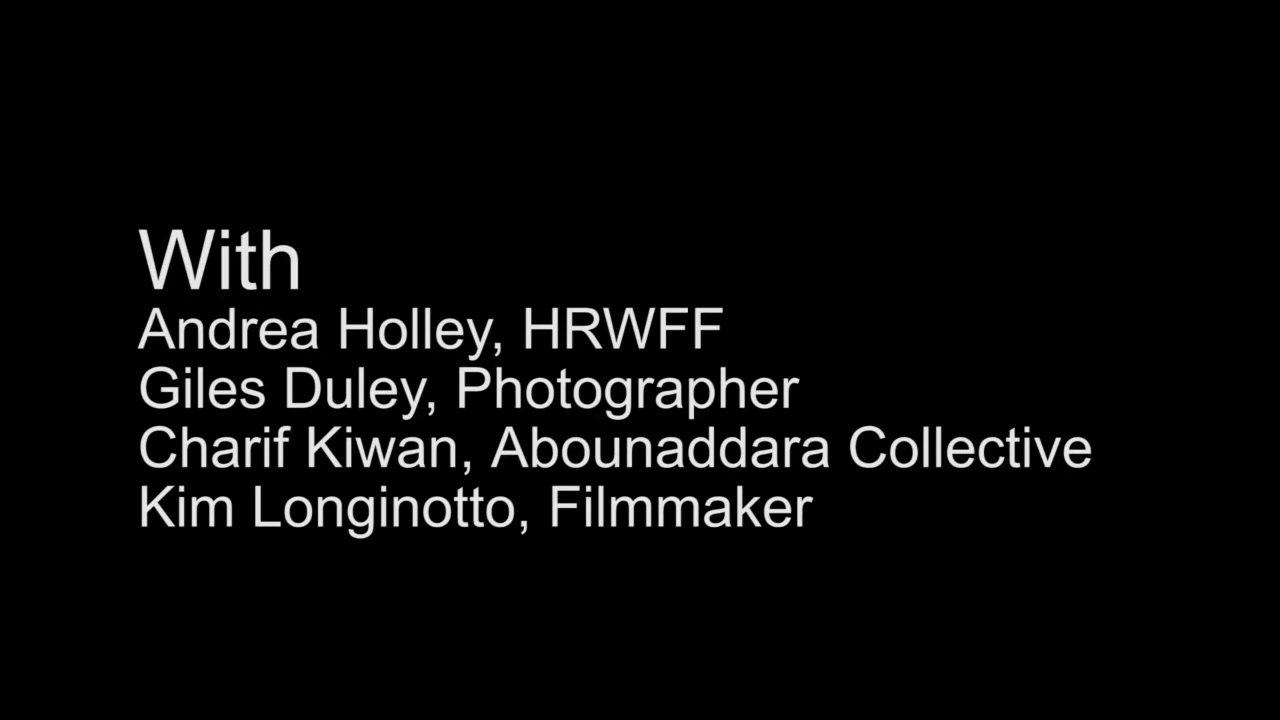 With
Andrea Holley, HRWFF
Giles Duley, Photographer
Charif Kiwan, Abounaddara Collective
Kim Longinotto, Filmmaker